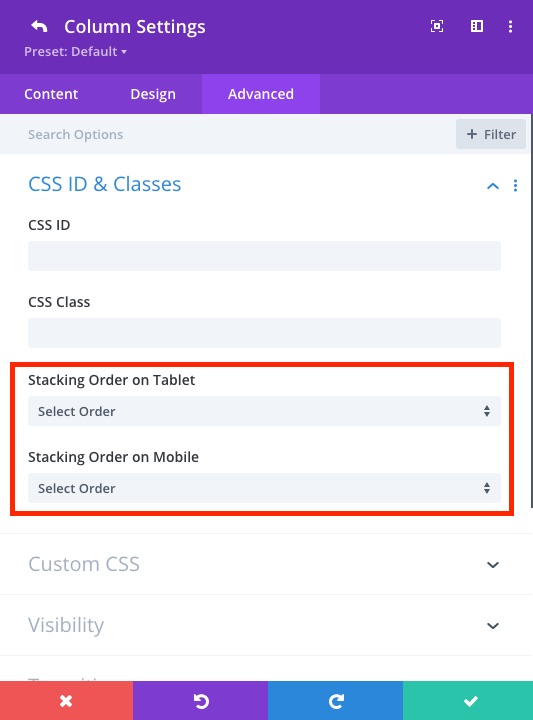 Column Settings
Preset: Default
Content Design Advanced
Search Options + Filter
CSS ID & Classes
CSS ID
CSS Class
Stacking Order on Tablet
Select Order
Stacking Order on Mobile
Select Order
Custom CSS
Visibility